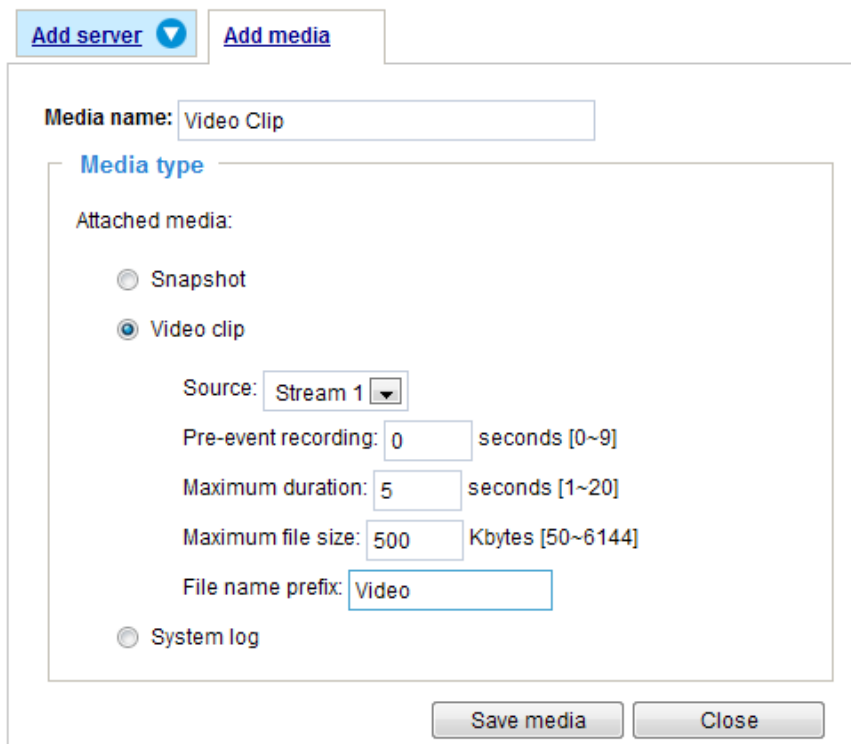 Add server Add media
Media name: Video Clip
Media type
Attached media:
Snapshot
Video clip
Source: Stream 1
Pre-event recording: 0 seconds [0~9]
Maximum duration: 5 seconds [1~20]
Maximum file size: 500 Kbytes [50~6144]
File name prefix: Video
System log
Save media Close